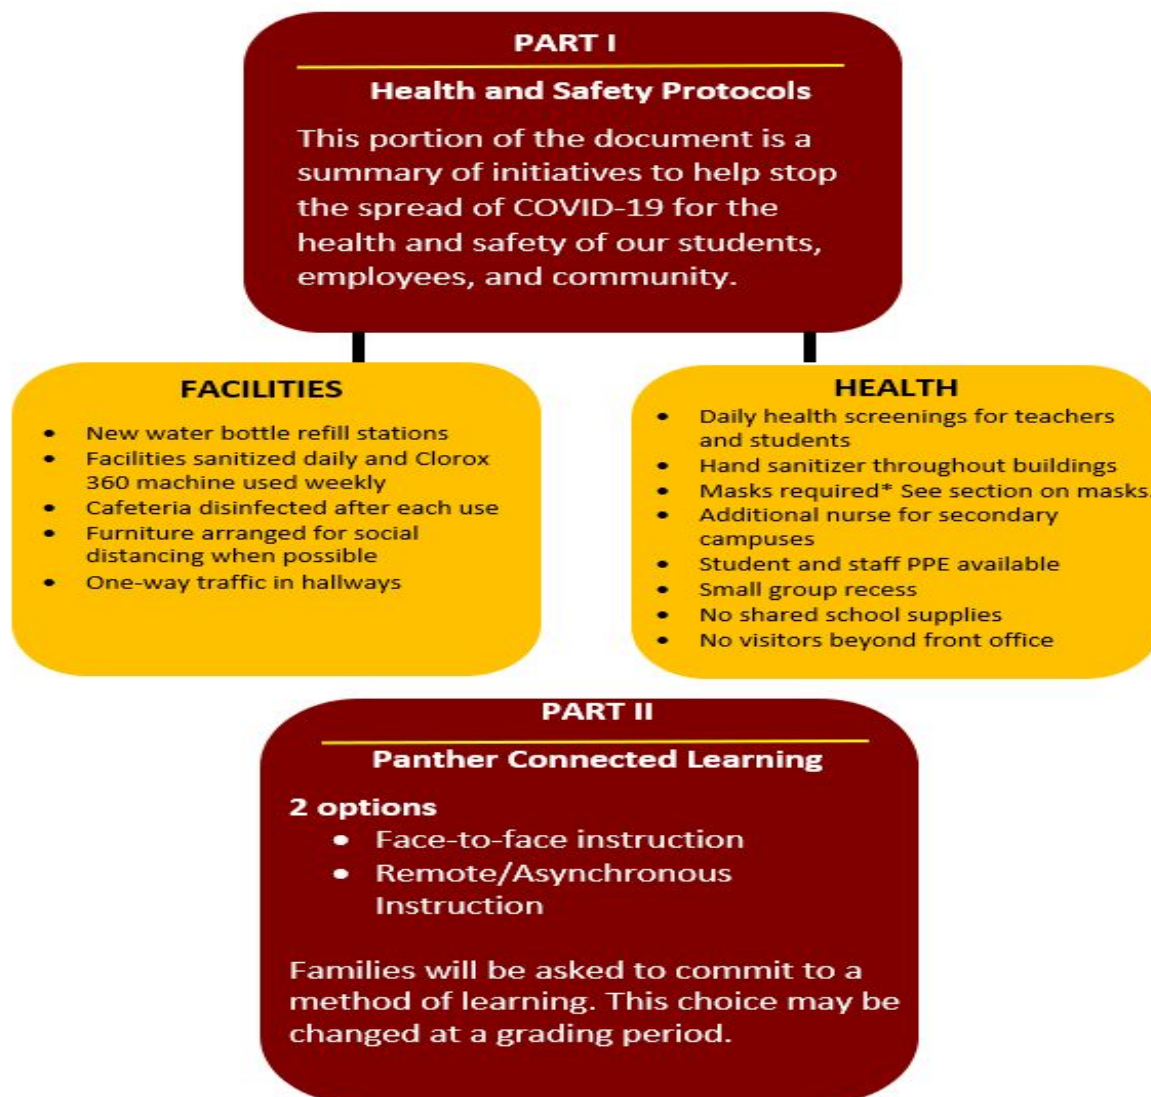 PART I
Health and Safety Protocols
This portion of the document is a
summary of initiatives to help stop
the spread of COVID-19 for the
health and safety of our students,
employees, and community.
FACILITIES
• New water bottle refill stations
• Facilities sanitized daily and Clorox
360 machine used weekly
• Cafeteria disinfected after each use
• Furniture arranged for social
distancing when possible
• One-way traffic in hallways
HEALTH
• Daily health screenings for teachers
and students
• Hand sanitizer throughout buildings
• Masks required* See section on masks.
• Additional nurse for secondary
campuses
• Student and staff PPE available
• Small group recess
• No shared school supplies
• No visitors beyond front office
PART II
Panther Connected Learning
2 options
• Face-to-face instruction
• Remote/Asynchronous
Instruction
Families will be asked to commit to a
method of learning. This choice may be
changed at a grading period.